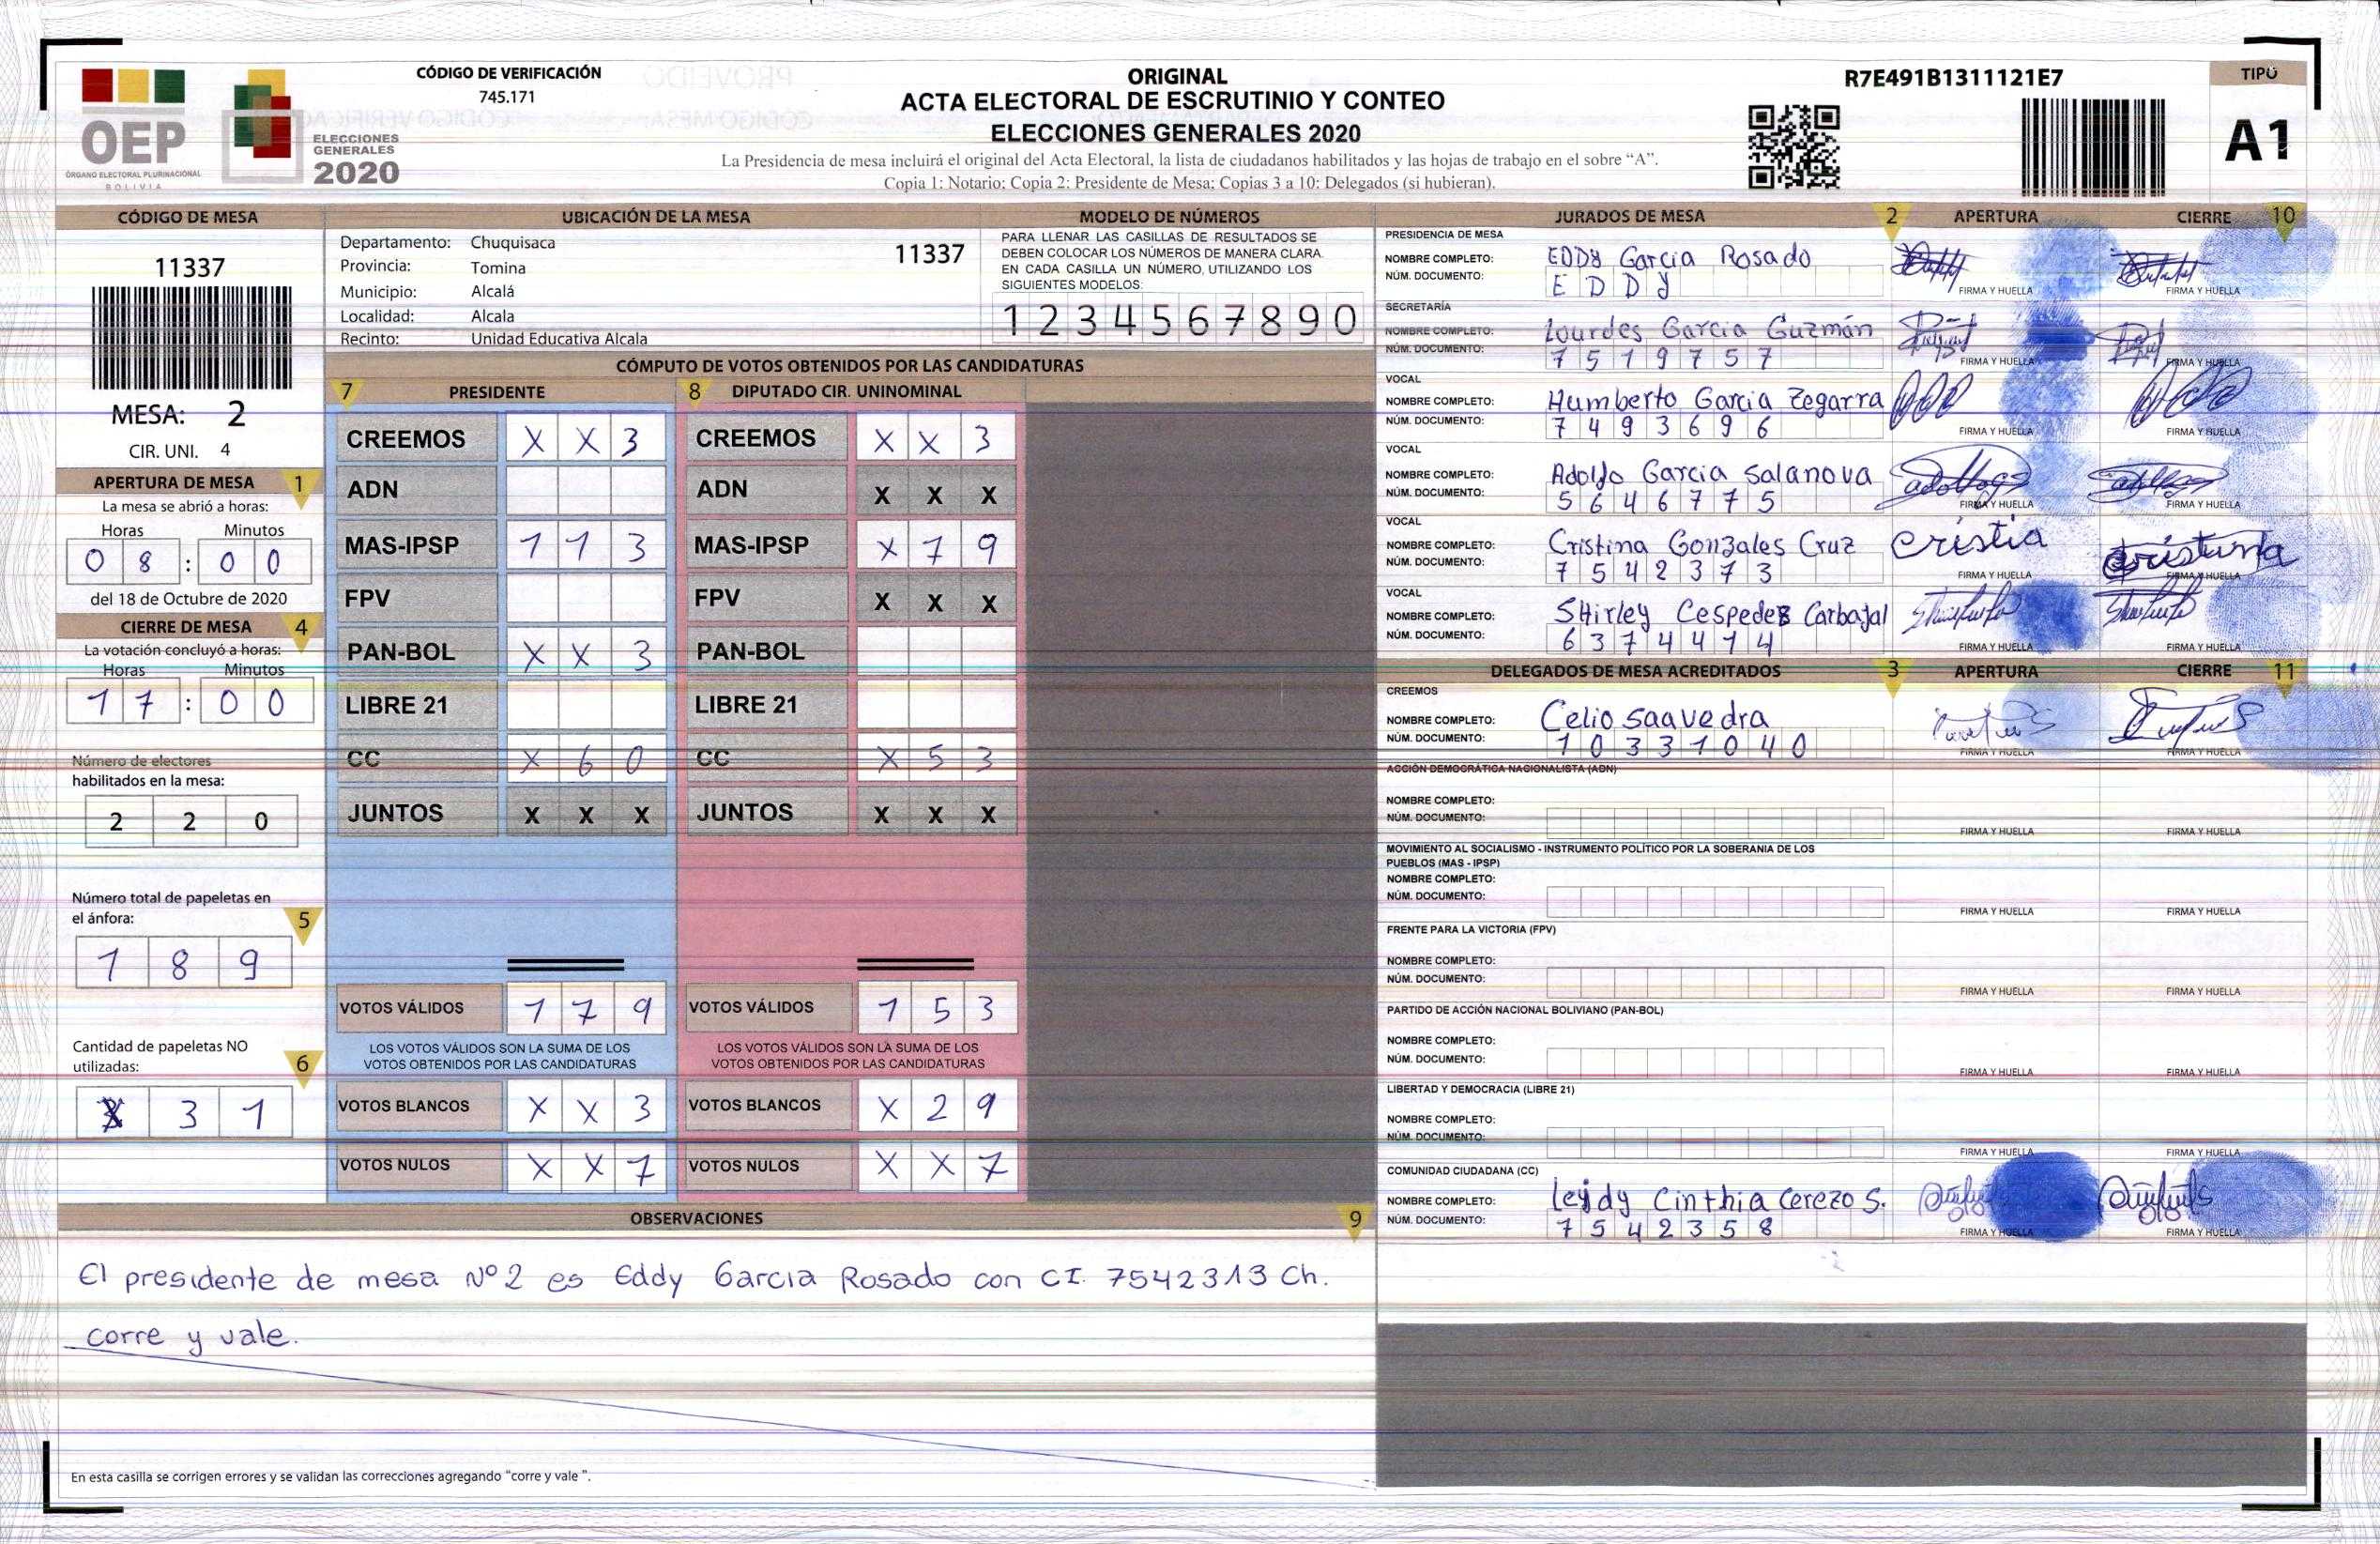 CÓDIGO DE VERIFICACIÓN
745.171
OEP
ÓRGANO ELECTORAL PLURINACIONAL
BOLIVIA
ELECCIONES
GENERALES
2020
ORIGINAL
ACTA ELECTORAL DE ESCRUTINIO Y CONTEO
ELECCIONES GENERALES 2020
La Presidencia de mesa incluirá el original del Acta Electoral, la lista de ciudadanos habilitados y las hojas de trabajo en el sobre “A”.
Copia 1: Notario; Copia 2: Presidente de Mesa; Copias 3 a 10: Delegados (si hubieran).
R7E491B1311121E7
TIPO
A1
CÓDIGO DE MESA
11337
MESA: 2
CIR. UNI. 4
APERTURA DE MESA 1
La mesa se abrió a horas:
Horas Minutos
0 8 : 0 0
del 18 de Octubre de 2020
CIERRE DE MESA 4
La votación concluyó a horas:
Horas Minutos
1 7 : 0 0
Número de electores
habilitados en la mesa:
2 2 0
Número total de papeletas en
el ánfora: 5
1 8 9
Cantidad de papeletas NO
utilizadas: 6
3 1
UBICACIÓN DE LA MESA
Departamento: Chuquisaca 11337
Provincia: Tomina
Municipio: Alcalá
Localidad: Alcala
Recinto: Unidad Educativa Alcala
MODELO DE NÚMEROS
PARA LLENAR LAS CASILLAS DE RESULTADOS SE
DEBEN COLOCAR LOS NÚMEROS DE MANERA CLARA.
EN CADA CASILLA UN NÚMERO, UTILIZANDO LOS
SIGUIENTES MODELOS:
1 2 3 4 5 6 7 8 9 0
CÓMPUTO DE VOTOS OBTENIDOS POR LAS CANDIDATURAS
7 PRESIDENTE
CREEMOS X X 3
ADN
MAS-IPSP 1 1 3
FPV
PAN-BOL X X 3
LIBRE 21
CC X 6 0
JUNTOS X X X
VOTOS VÁLIDOS 1 7 9
LOS VOTOS VÁLIDOS SON LA SUMA DE LOS
VOTOS OBTENIDOS POR LAS CANDIDATURAS
VOTOS BLANCOS X X 3
VOTOS NULOS X X 7
8 DIPUTADO CIR. UNINOMINAL
CREEMOS X X 3
ADN X X X
MAS-IPSP X 7 9
FPV X X X
PAN-BOL
LIBRE 21
CC X 5 3
JUNTOS X X X
VOTOS VÁLIDOS 1 5 3
LOS VOTOS VÁLIDOS SON LA SUMA DE LOS
VOTOS OBTENIDOS POR LAS CANDIDATURAS
VOTOS BLANCOS X 2 9
VOTOS NULOS X X 7
OBSERVACIONES 9
El presidente de mesa Nº 2 es Eddy Garcia Rosado con CI. 7542313 Ch.
corre y vale.
En esta casilla se corrigen errores y se validan las correcciones agregando "corre y vale ".
JURADOS DE MESA 2 APERTURA CIERRE 10
PRESIDENCIA DE MESA
NOMBRE COMPLETO: EDDY Garcia Rosado
NÚM. DOCUMENTO: E D D Y
FIRMA Y HUELLA FIRMA Y HUELLA
SECRETARÍA
NOMBRE COMPLETO: Lourdes Garcia Guzmán
NÚM. DOCUMENTO: 7 5 1 9 7 5 7
FIRMA Y HUELLA FIRMA Y HUELLA
VOCAL
NOMBRE COMPLETO: Humberto Garcia Zegarra
NÚM. DOCUMENTO: 7 4 9 3 6 9 6
FIRMA Y HUELLA FIRMA Y HUELLA
VOCAL
NOMBRE COMPLETO: Adolfo Garcia Salanova
NÚM. DOCUMENTO: 5 6 4 6 7 7 5
FIRMA Y HUELLA FIRMA Y HUELLA
VOCAL
NOMBRE COMPLETO: Cristina Gonzales Cruz Cristia Cristina
NÚM. DOCUMENTO: 7 5 4 2 3 7 3
FIRMA Y HUELLA FIRMA Y HUELLA
VOCAL
NOMBRE COMPLETO: SHirley Cespedes Carbajal
NÚM. DOCUMENTO: 6 3 7 4 4 1 4
FIRMA Y HUELLA FIRMA Y HUELLA
DELEGADOS DE MESA ACREDITADOS 3 APERTURA CIERRE 11
CREEMOS
NOMBRE COMPLETO: Celio Saavedra
NÚM. DOCUMENTO: 1 0 3 3 1 0 4 0
FIRMA Y HUELLA FIRMA Y HUELLA
ACCIÓN DEMOCRÁTICA NACIONALISTA (ADN)
NOMBRE COMPLETO:
NÚM. DOCUMENTO:
FIRMA Y HUELLA FIRMA Y HUELLA
MOVIMIENTO AL SOCIALISMO - INSTRUMENTO POLÍTICO POR LA SOBERANIA DE LOS
PUEBLOS (MAS - IPSP)
NOMBRE COMPLETO:
NÚM. DOCUMENTO:
FIRMA Y HUELLA FIRMA Y HUELLA
FRENTE PARA LA VICTORIA (FPV)
NOMBRE COMPLETO:
NÚM. DOCUMENTO:
FIRMA Y HUELLA FIRMA Y HUELLA
PARTIDO DE ACCIÓN NACIONAL BOLIVIANO (PAN-BOL)
NOMBRE COMPLETO:
NÚM. DOCUMENTO:
FIRMA Y HUELLA FIRMA Y HUELLA
LIBERTAD Y DEMOCRACIA (LIBRE 21)
NOMBRE COMPLETO:
NÚM. DOCUMENTO:
FIRMA Y HUELLA FIRMA Y HUELLA
COMUNIDAD CIUDADANA (CC)
NOMBRE COMPLETO: Leydy Cinthia Cerezo S.
NÚM. DOCUMENTO: 7 5 4 2 3 5 8
FIRMA Y HUELLA FIRMA Y HUELLA